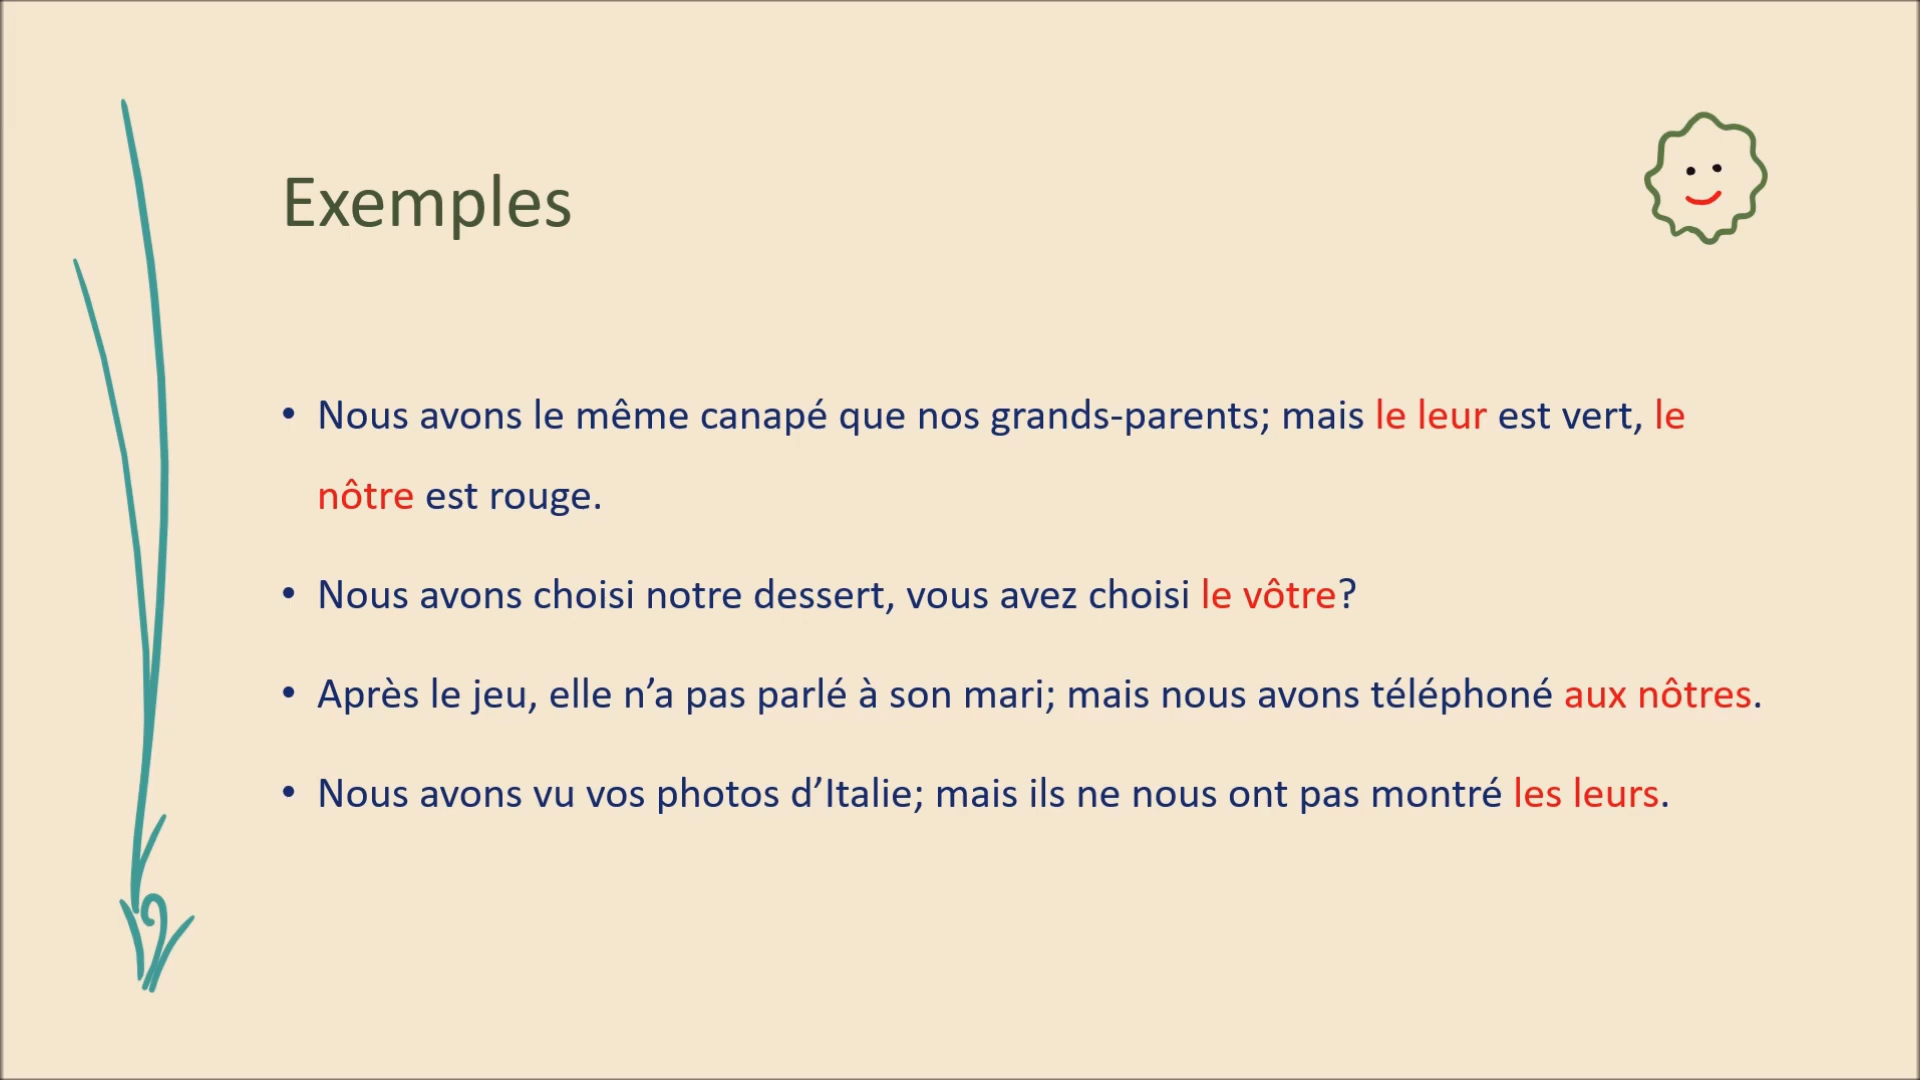 Exemples
• Nous avons le même canapé que nos grands-parents; mais le leur est vert, le
nôtre est rouge.
• Nous avons choisi notre dessert, vous avez choisi le vôtre?
• Après le jeu, elle n’a pas parlé à son mari; mais nous avons téléphoné aux nôtres.
• Nous avons vu vos photos d’Italie; mais ils ne nous ont pas montré les leurs.